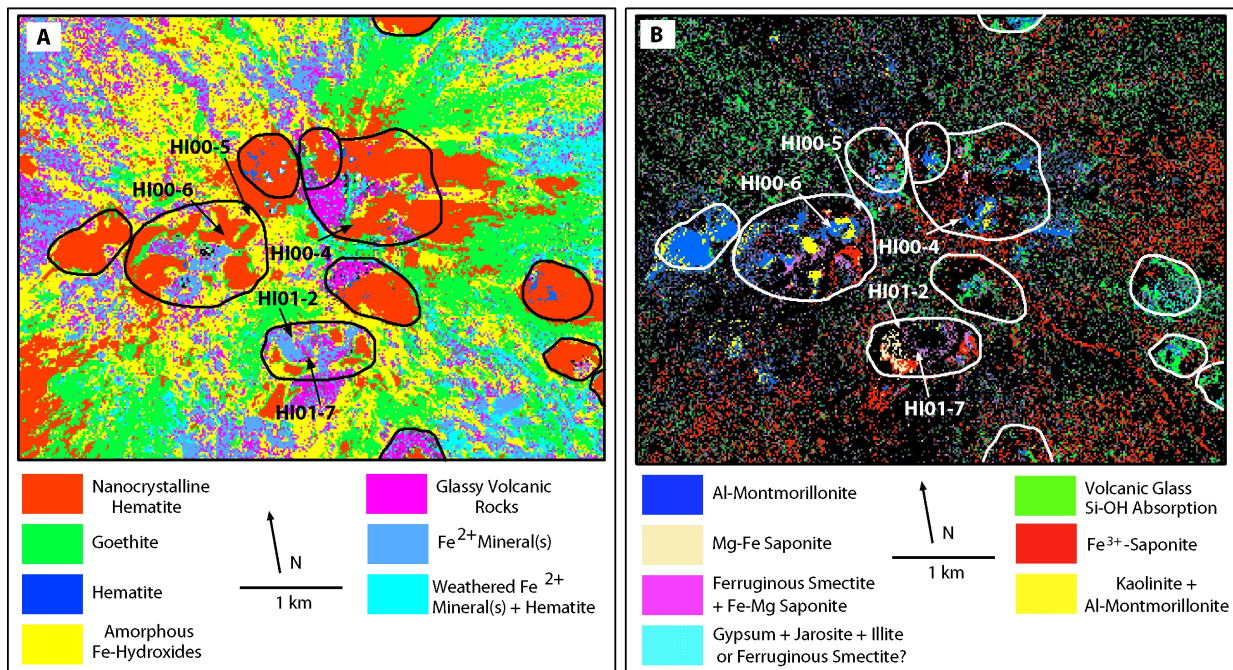 A
HI00-5
HI00-6
HI00-4
HI01-2
HI01-7
Nanocrystalline
Hematite
Goethite
Hematite
Amorphous
Fe-Hydroxides
N
1 km
Glassy Volcanic
Rocks
Fe2+ Mineral(s)
Weathered Fe 2+
Mineral(s) + Hematite
B
HI00-5
HI00-6
HI00-4
HI01-2
HI01-7
Al-Montmorillonite
Mg-Fe Saponite
Ferruginous Smectite
+ Fe-Mg Saponite
Gypsum + Jarosite + Illite
or Ferruginous Smectite?
N
1 km
Volcanic Glass
Si-OH Absorption
Fe3+-Saponite
Kaolinite +
Al-Montmorillonite